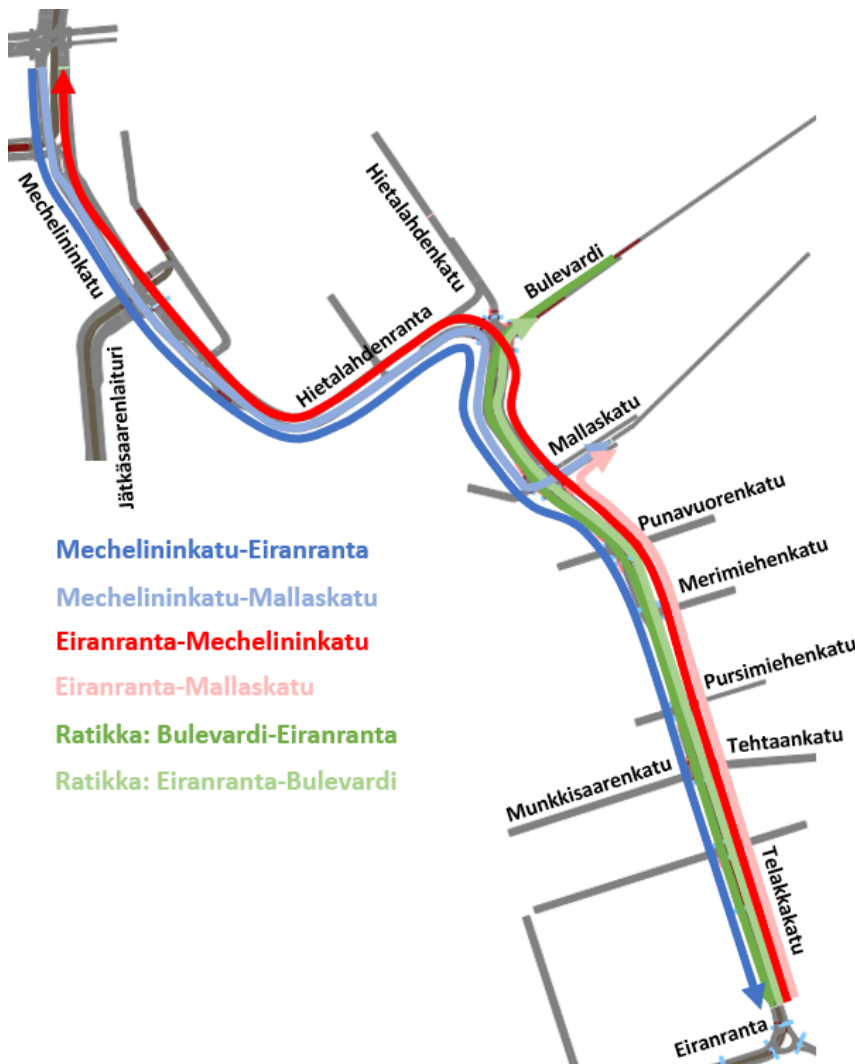 Mechelininkatu
Hietalahdenkatu
Bulevardi
Hietalahdenranta
Jätkäsaarenlaituri
Mallaskatu
Punavuorenkatu
Mechelininkatu-Eiranranta
Merimiehenkatu
Mechelininkatu-Mallaskatu
Eiranranta-Mechelininkatu
Pursimiehenkatu
Eiranranta-Mallaskatu
Ratikka: Bulevardi-Eiranranta
Tehtaankatu
Ratikka: Eiranranta-Bulevardi
Munkkisaarenkatu
Telakkakatu
Eiranranta